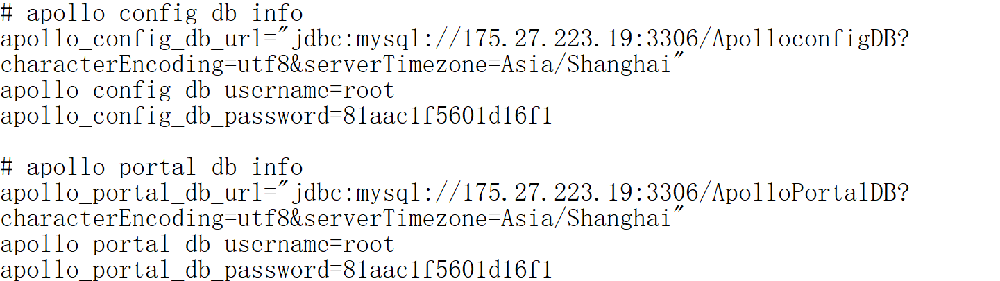 # apollo config db info
apollo_config_db_url="jdbc:mysql://175.27.223.19:3306/ApolloconfigDB?
characterEncoding=utf8&serverTimezone=Asia/Shanghai"
apollo_config_db_username=root
apollo_config_db_password=81aac1f5601d16f1
# apollo portal db info
apollo_portal_db_url="jdbc:mysql://175.27.223.19:3306/ApolloPortalDB?
characterEncoding=utf8&serverTimezone=Asia/Shanghai"
apollo_portal_db_username=root
apollo_portal_db_password=81aac1f5601d16f1